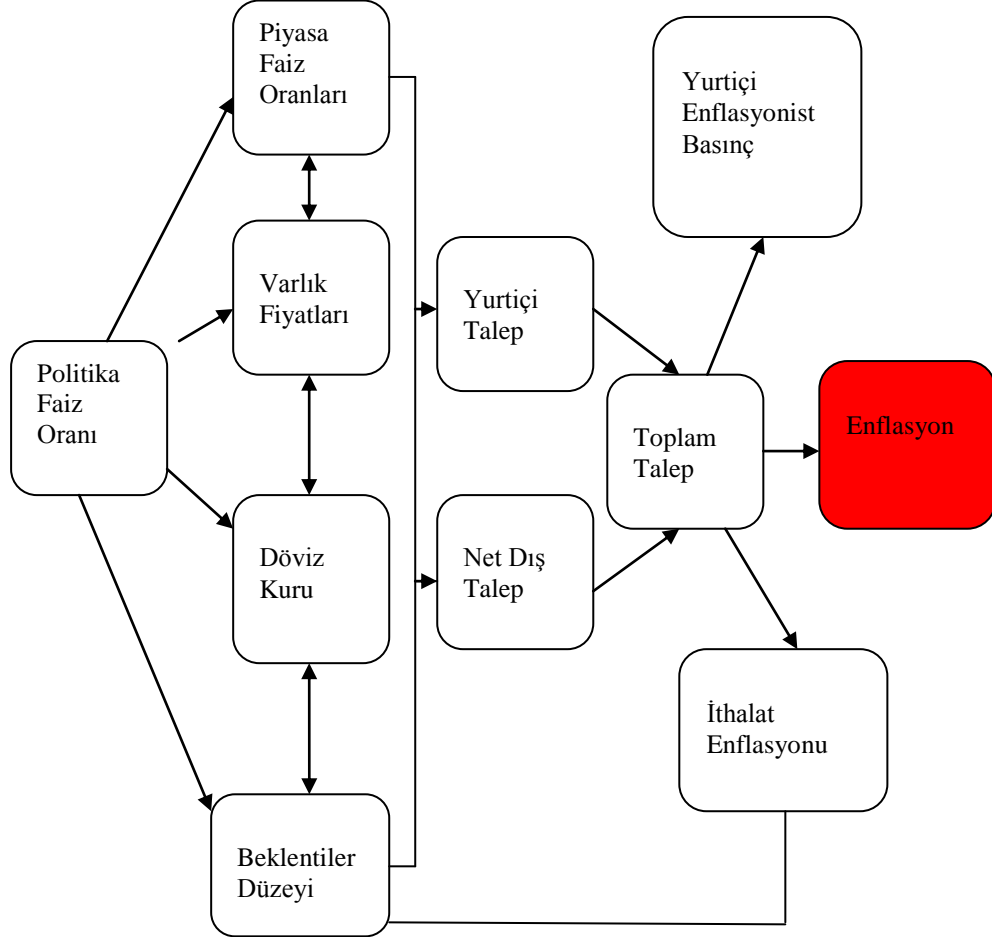 Piyasa
Faiz
Oranları
Yurtiçi
Enflasyonist
Basınç
Varlık
Fiyatları
Yurtiçi
Talep
Politika
Faiz
Oranı
Toplam
Talep
Enflasyon
Döviz
Kuru
Net Dış
Talep
İthalat
Enflasyonu
Beklentiler
Düzeyi